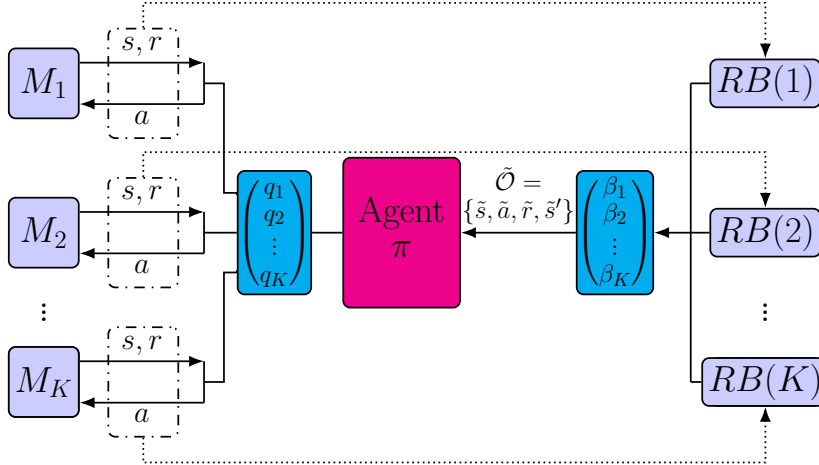 s, r
M_1
a
s, r
M_2
a
⋮
s, r
M_K
a
q_1
q_2
⋮
q_K
Agent
π
Õ =
{s̃, ã, r̃, s̃′}
β_1
β_2
⋮
β_K
RB(1)
RB(2)
⋮
RB(K)